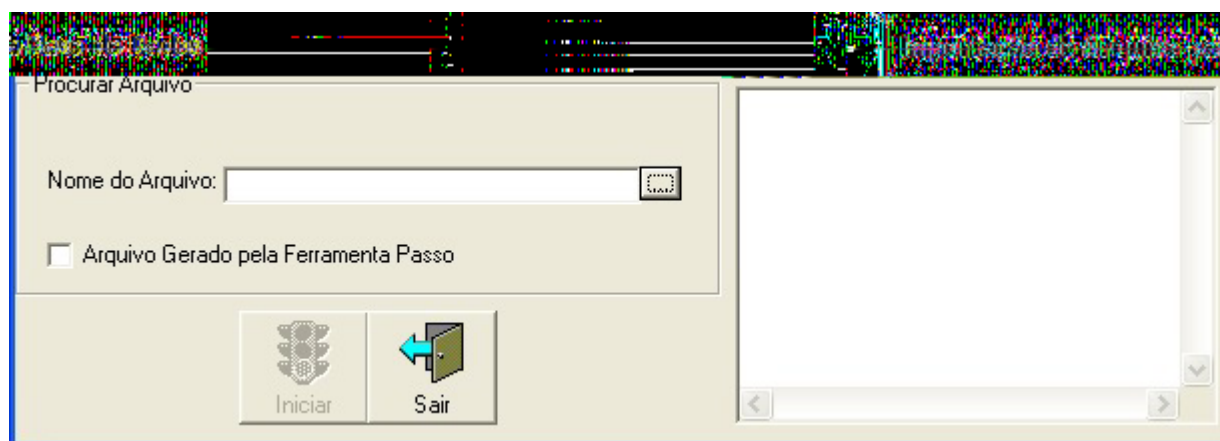 Procurar Arquivo
Nome do Arquivo:
...
Arquivo Gerado pela Ferramenta Passo
Iniciar
Sair